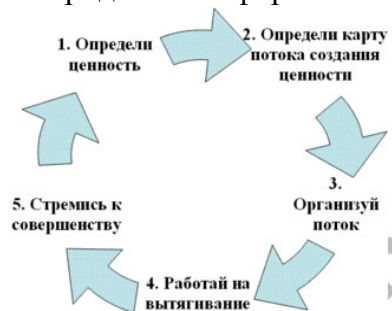 1. Определи
ценность
2. Определи карту
потока создания
ценности
3.
Организуй
поток
4. Работай на
вытягивание
5. Стремись к
совершенству